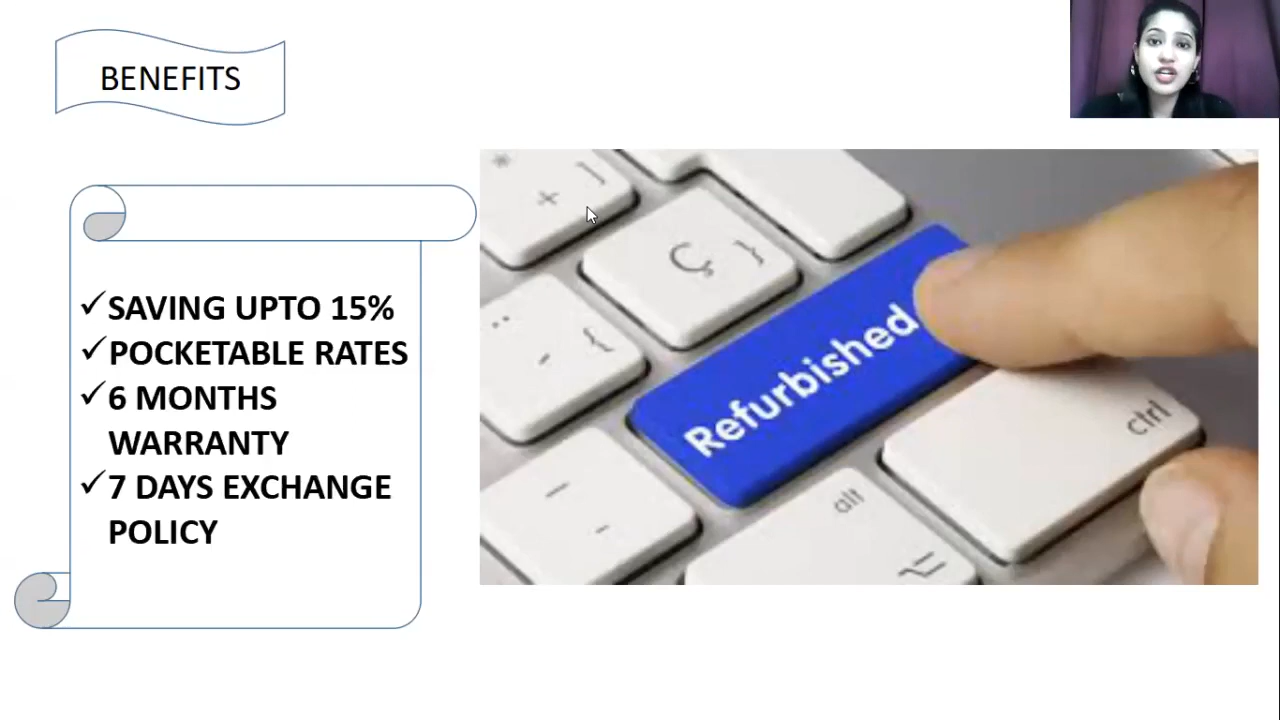 BENEFITS
✓SAVING UPTO 15%
✓POCKETABLE RATES
✓6 MONTHS
WARRANTY
✓7 DAYS EXCHANGE
POLICY
* ]
+
Ç }
¨ {
Refurbished
ctrl
alt